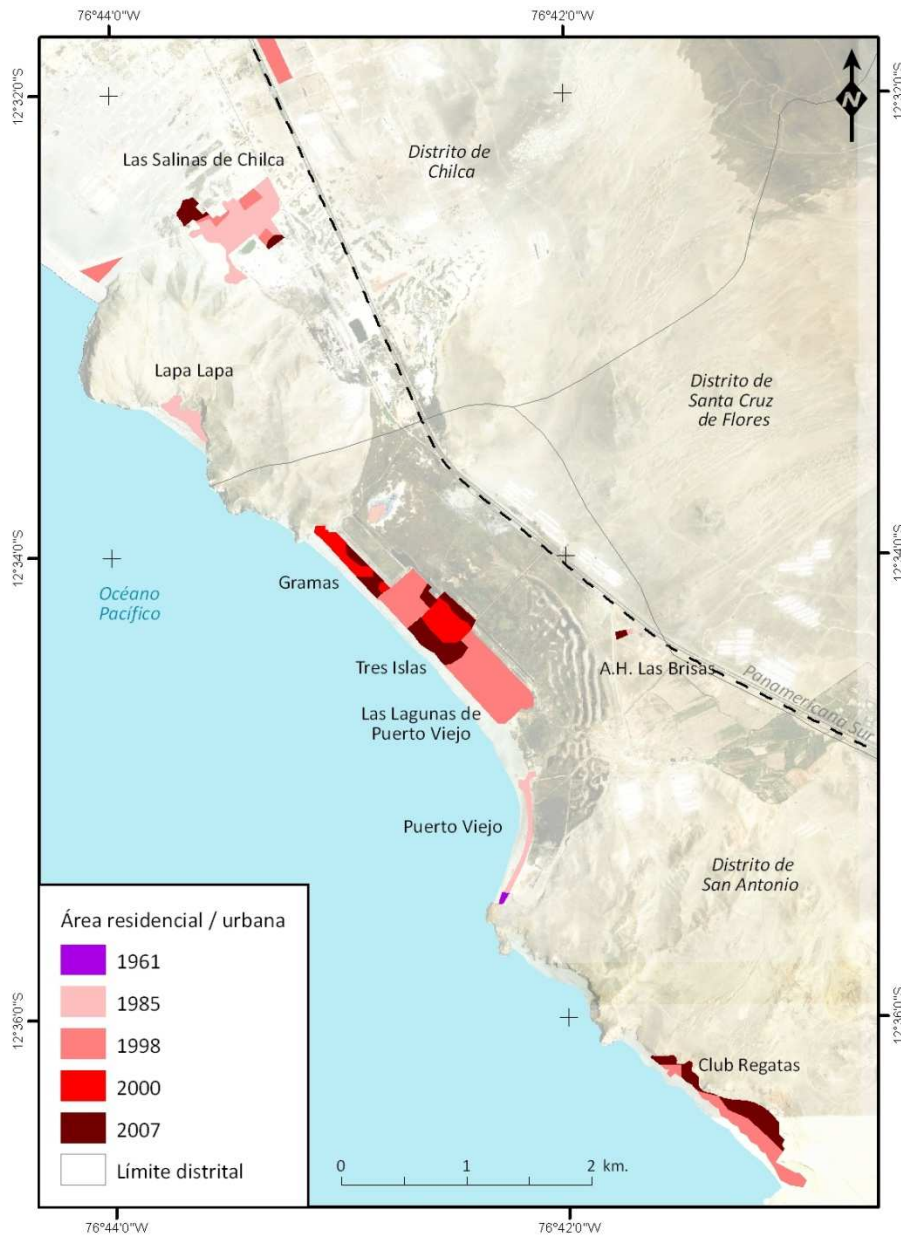 76°44'0"W
76°42'0"W
12°32'0"S
12°32'0"S
N
Las Salinas de Chilca
Distrito de
Chilca
Lapa Lapa
Distrito de
Santa Cruz
de Flores
12°34'0"S
12°34'0"S
Océano
Pacífico
Gramas
Tres Islas
A.H. Las Brisas
Panamericana Sur
Las Lagunas de
Puerto Viejo
Puerto Viejo
Distrito de
San Antonio
Área residencial / urbana
1961
1985
1998
2000
2007
Límite distrital
12°36'0"S
12°36'0"S
Club Regatas
0 1 2 km.
76°44'0"W
76°42'0"W